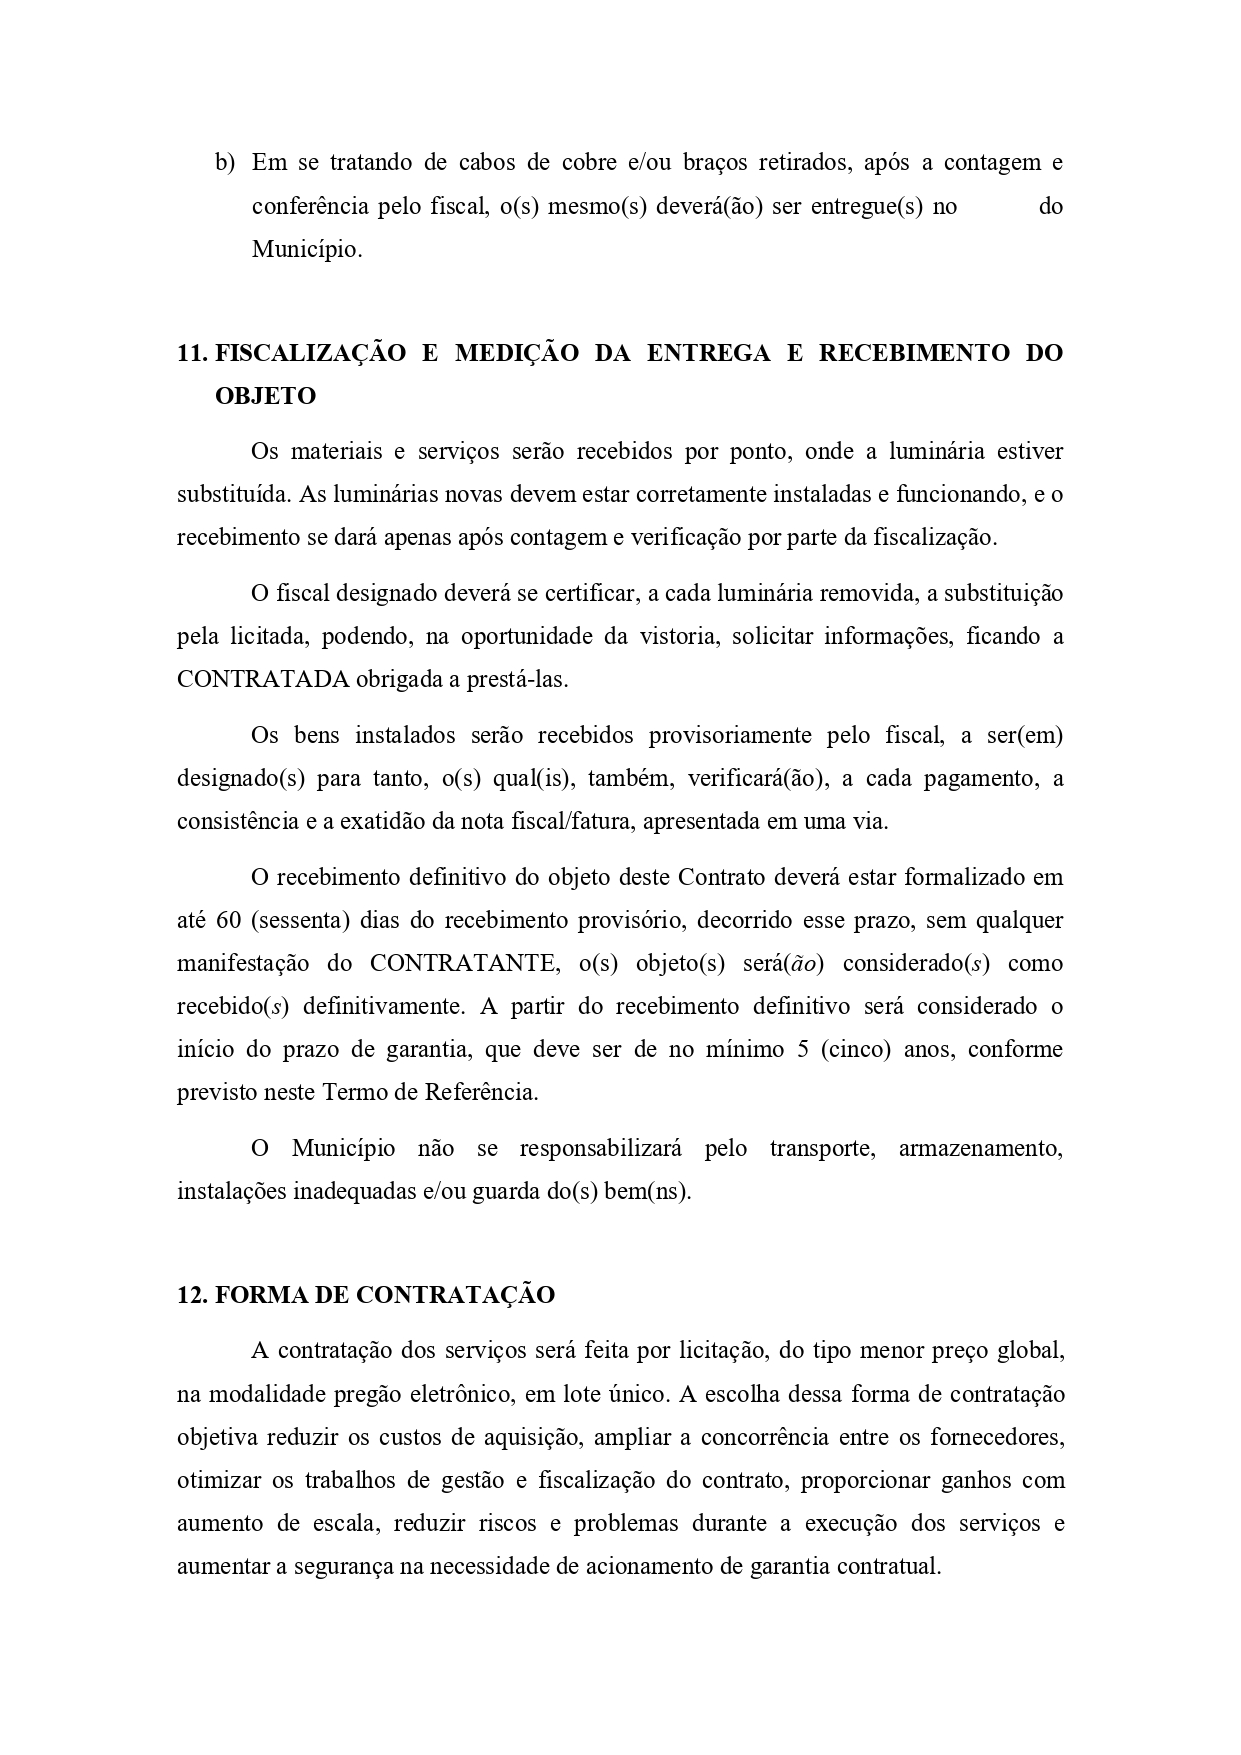 b) Em se tratando de cabos de cobre e/ou braços retirados, após a contagem e
conferência pelo fiscal, o(s) mesmo(s) deverá(ão) ser entregue(s) no do
Município.
11. FISCALIZAÇÃO E MEDIÇÃO DA ENTREGA E RECEBIMENTO DO
OBJETO
Os materiais e serviços serão recebidos por ponto, onde a luminária estiver
substituída. As luminárias novas devem estar corretamente instaladas e funcionando, e o
recebimento se dará apenas após contagem e verificação por parte da fiscalização.
O fiscal designado deverá se certificar, a cada luminária removida, a substituição
pela licitada, podendo, na oportunidade da vistoria, solicitar informações, ficando a
CONTRATADA obrigada a prestá-las.
Os bens instalados serão recebidos provisoriamente pelo fiscal, a ser(em)
designado(s) para tanto, o(s) qual(is), também, verificará(ão), a cada pagamento, a
consistência e a exatidão da nota fiscal/fatura, apresentada em uma via.
O recebimento definitivo do objeto deste Contrato deverá estar formalizado em
até 60 (sessenta) dias do recebimento provisório, decorrido esse prazo, sem qualquer
manifestação do CONTRATANTE, o(s) objeto(s) será(ão) considerado(s) como
recebido(s) definitivamente. A partir do recebimento definitivo será considerado o
início do prazo de garantia, que deve ser de no mínimo 5 (cinco) anos, conforme
previsto neste Termo de Referência.
O Município não se responsabilizará pelo transporte, armazenamento,
instalações inadequadas e/ou guarda do(s) bem(ns).
12. FORMA DE CONTRATAÇÃO
A contratação dos serviços será feita por licitação, do tipo menor preço global,
na modalidade pregão eletrônico, em lote único. A escolha dessa forma de contratação
objetiva reduzir os custos de aquisição, ampliar a concorrência entre os fornecedores,
otimizar os trabalhos de gestão e fiscalização do contrato, proporcionar ganhos com
aumento de escala, reduzir riscos e problemas durante a execução dos serviços e
aumentar a segurança na necessidade de acionamento de garantia contratual.